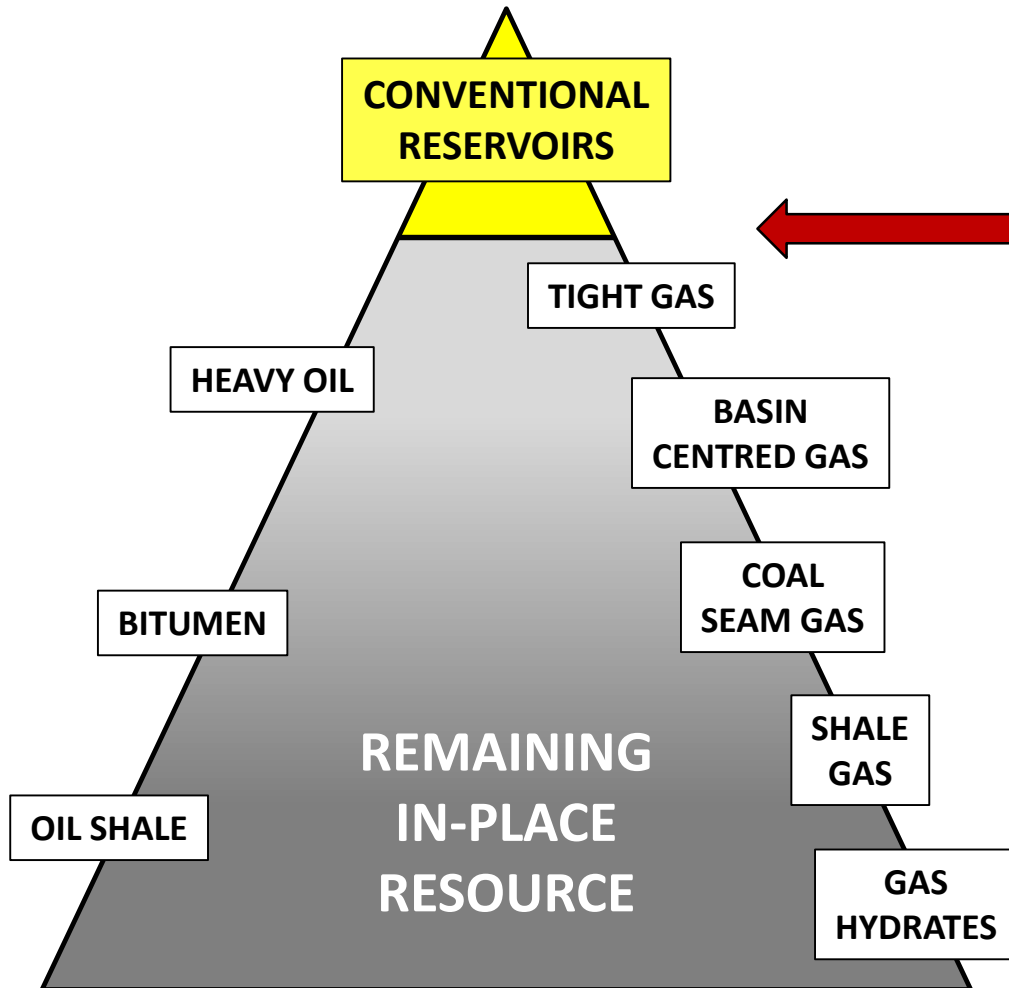 CONVENTIONAL
RESERVOIRS
TIGHT GAS
HEAVY OIL
BASIN
CENTRED GAS
COAL
SEAM GAS
BITUMEN
SHALE
GAS
REMAINING
IN-PLACE
RESOURCE
OIL SHALE
GAS
HYDRATES